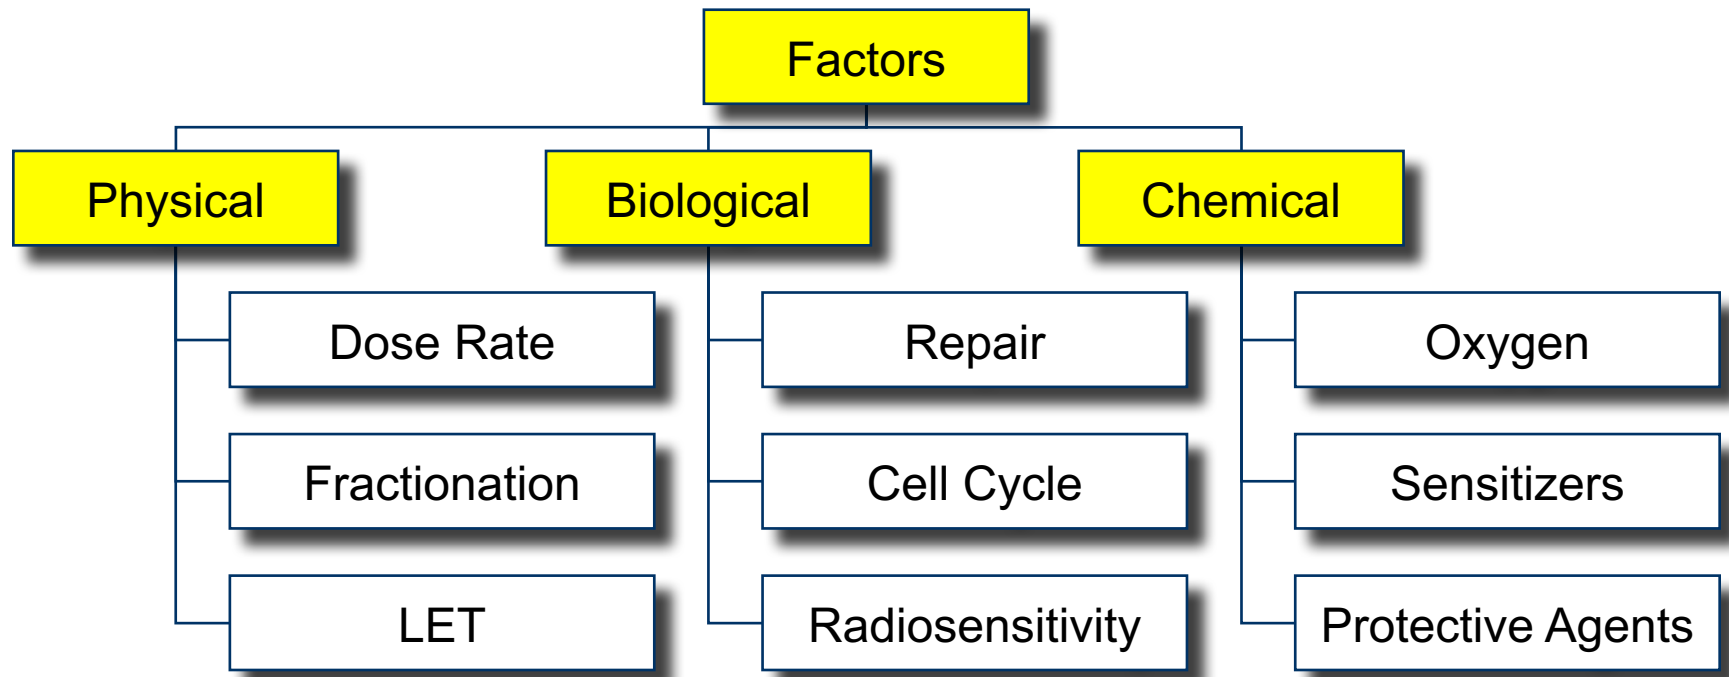 Factors
Physical
Biological
Chemical
Dose Rate
Repair
Oxygen
Fractionation
Cell Cycle
Sensitizers
LET
Radiosensitivity
Protective Agents